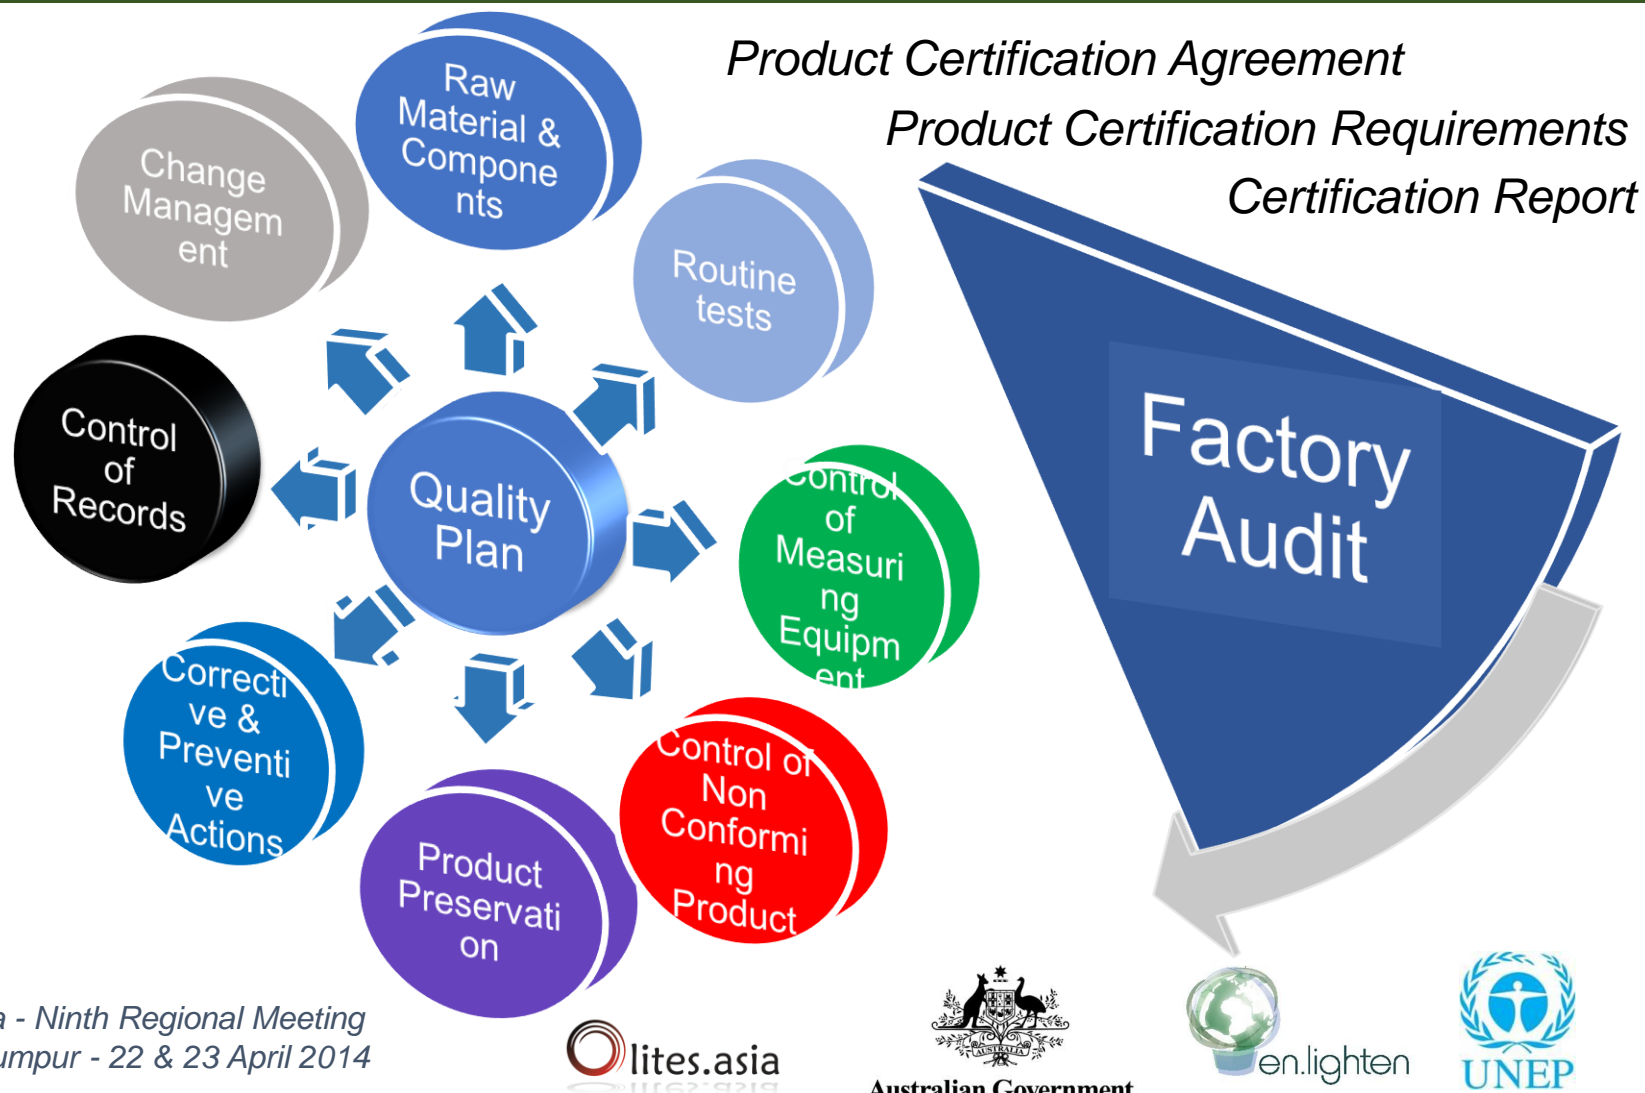 Product Certification Agreement
Product Certification Requirements
Certification Report
Raw
Material &
Compone
nts
Change
Managem
ent
Routine
tests
Control
of
Records
Quality
Plan
Control
of
Measuri
ng
Equipm
ent
Correcti
ve &
Preventi
ve
Actions
Control of
Non
Conformi
ng
Product
Product
Preservati
on
Factory
Audit
a - Ninth Regional Meeting
umpur - 22 & 23 April 2014
lites.asia
AUSTRALIA
Australian Government
en.lighten
UNEP